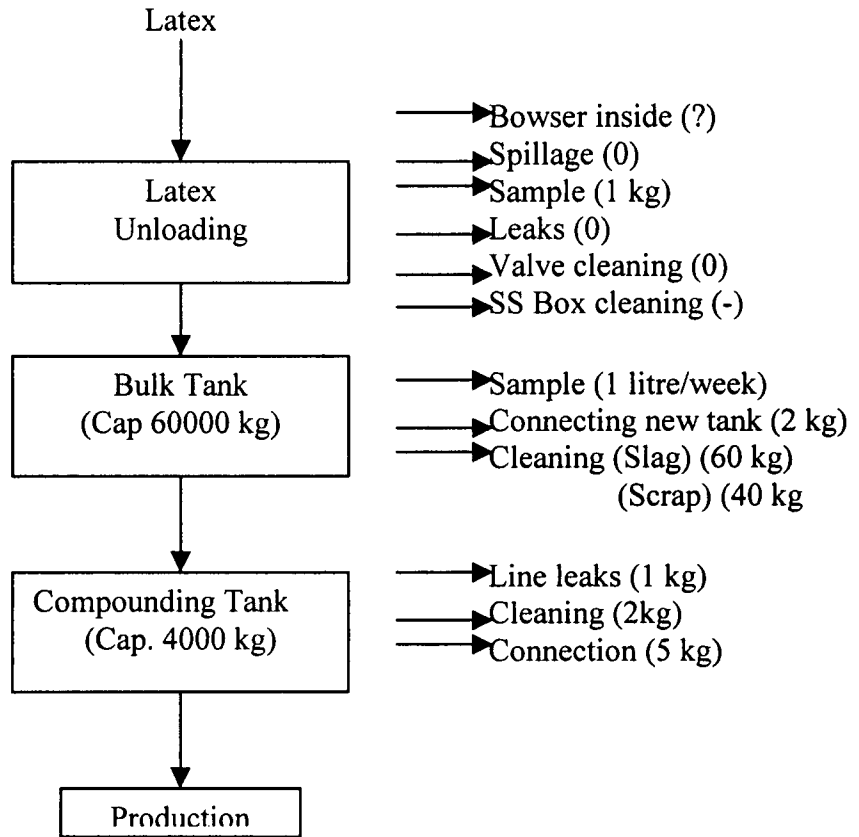 Latex
Bowser inside (?)
Spillage (0)
Latex
Unloading
Sample (1 kg)
Leaks (0)
Valve cleaning (0)
SS Box cleaning (-)
Bulk Tank
(Cap 60000 kg)
Sample (1 litre/week)
Connecting new tank (2 kg)
Cleaning (Slag) (60 kg)
(Scrap) (40 kg
Compounding Tank
(Cap. 4000 kg)
Line leaks (1 kg)
Cleaning (2kg)
Connection (5 kg)
Production